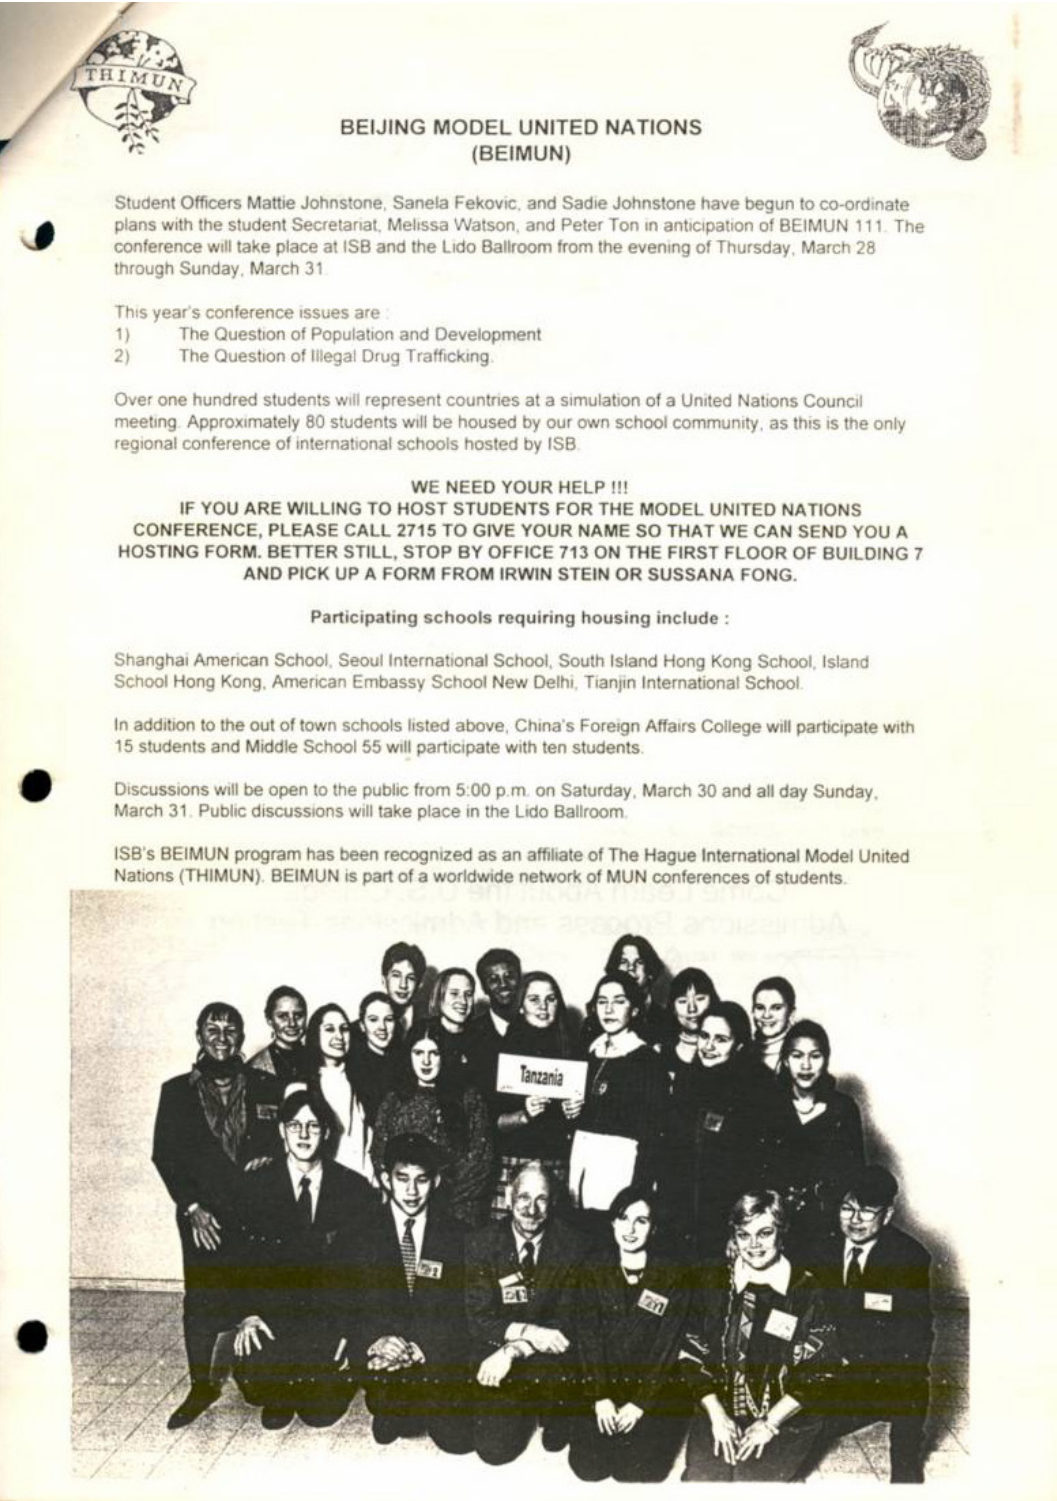 THIMUN
BEIJING MODEL UNITED NATIONS
(BEIMUN)
Student Officers Mattie Johnstone, Sanela Fekovic, and Sadie Johnstone have begun to co-ordinate
plans with the student Secretariat, Melissa Watson, and Peter Ton in anticipation of BEIMUN 111. The
conference will take place at ISB and the Lido Ballroom from the evening of Thursday, March 28
through Sunday, March 31.
This year's conference issues are :
1) The Question of Population and Development
2) The Question of Illegal Drug Trafficking.
Over one hundred students will represent countries at a simulation of a United Nations Council
meeting. Approximately 80 students will be housed by our own school community, as this is the only
regional conference of international schools hosted by ISB.
WE NEED YOUR HELP !!!
IF YOU ARE WILLING TO HOST STUDENTS FOR THE MODEL UNITED NATIONS
CONFERENCE, PLEASE CALL 2715 TO GIVE YOUR NAME SO THAT WE CAN SEND YOU A
HOSTING FORM. BETTER STILL, STOP BY OFFICE 713 ON THE FIRST FLOOR OF BUILDING 7
AND PICK UP A FORM FROM IRWIN STEIN OR SUSSANA FONG.
Participating schools requiring housing include :
Shanghai American School, Seoul International School, South Island Hong Kong School, Island
School Hong Kong, American Embassy School New Delhi, Tianjin International School.
In addition to the out of town schools listed above, China's Foreign Affairs College will participate with
15 students and Middle School 55 will participate with ten students.
Discussions will be open to the public from 5:00 p.m. on Saturday, March 30 and all day Sunday,
March 31. Public discussions will take place in the Lido Ballroom.
ISB's BEIMUN program has been recognized as an affiliate of The Hague International Model United
Nations (THIMUN). BEIMUN is part of a worldwide network of MUN conferences of students.
Tanzania